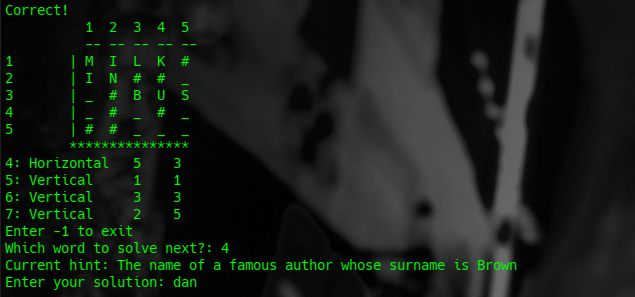 Correct!
          1  2  3  4  5
          -- -- -- -- --
1       | M  I  L  K  #
2       | I  N  #  #  _
3       | _  #  B  U  S
4       | _  #  _  #  _
5       | #  #  _  _  _
        ***************
4: Horizontal   5    3
5: Vertical     1    1
6: Vertical     3    3
7: Vertical     2    5
Enter -1 to exit
Which word to solve next?: 4
Current hint: The name of a famous author whose surname is Brown
Enter your solution: dan